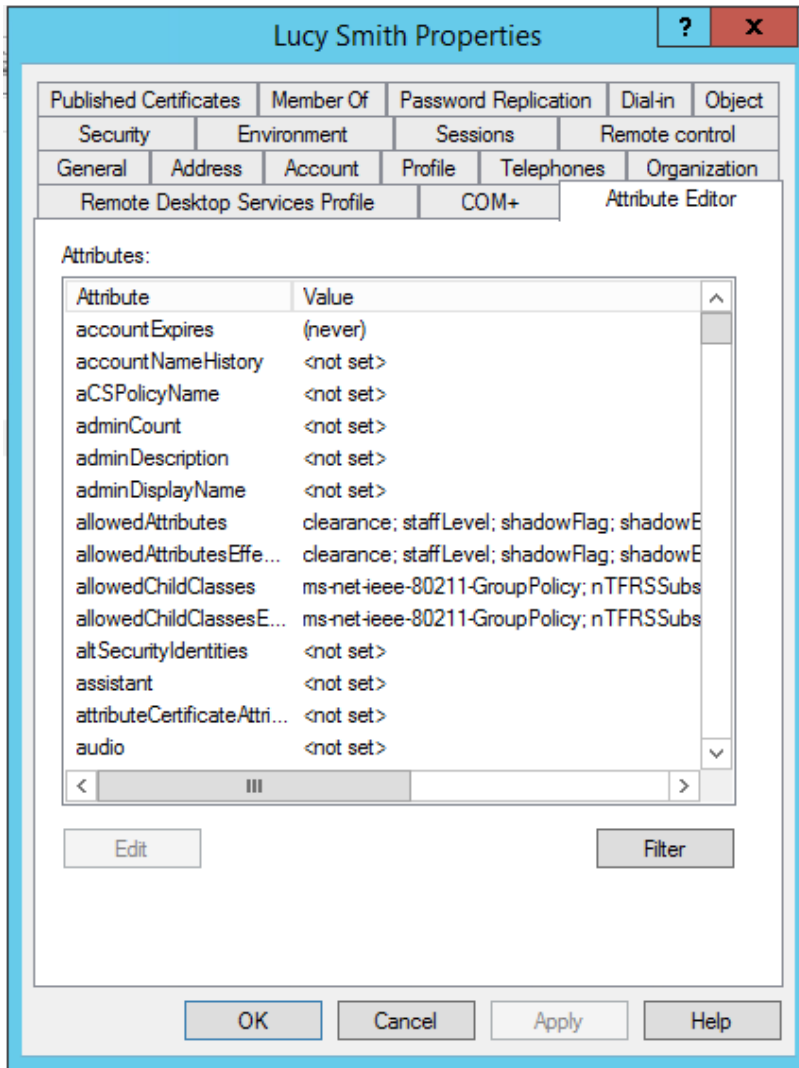 Lucy Smith Properties
? x
Published Certificates Member Of Password Replication Dial-in Object
Security Environment Sessions Remote control
General Address Account Profile Telephones Organization
Remote Desktop Services Profile COM+ Attribute Editor
Attributes:
Attribute Value
accountExpires (never)
accountNameHistory <not set>
aCSPolicyName <not set>
adminCount <not set>
adminDescription <not set>
adminDisplayName <not set>
allowedAttributes clearance; staffLevel; shadowFlag; shadowE
allowedAttributesEffe... clearance; staffLevel; shadowFlag; shadowE
allowedChildClasses ms-net-ieee-80211-GroupPolicy; nTFRSSubs
allowedChildClassesE... ms-net-ieee-80211-GroupPolicy; nTFRSSubs
altSecurityIdentities <not set>
assistant <not set>
attributeCertificateAttri... <not set>
audio <not set>
Edit Filter
OK Cancel Apply Help